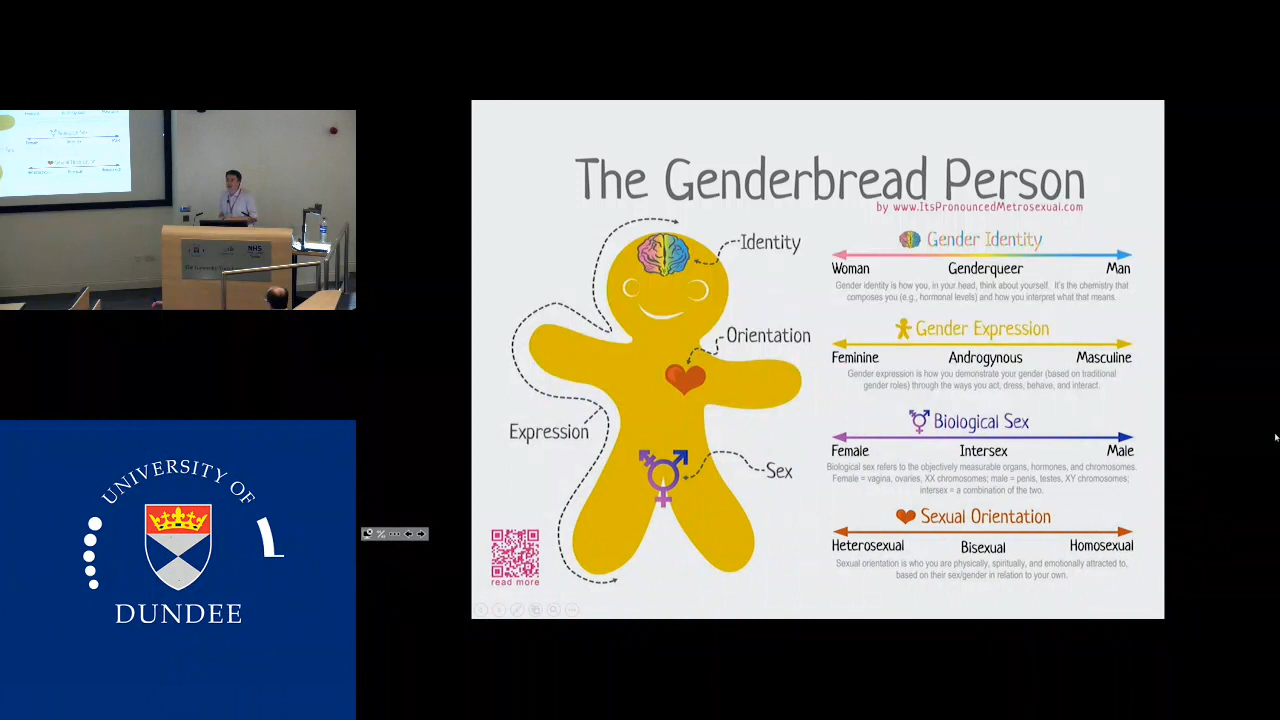 The Genderbread Person
by www.ItsPronouncedMetrosexual.com
Identity
Orientation
Expression
Sex
read more
Gender Identity
Woman Genderqueer Man
Gender identity is how you, in your head, think about yourself. It's the chemistry that
composes you (e.g., hormonal levels) and how you interpret what that means.
Gender Expression
Feminine Androgynous Masculine
Gender expression is how you demonstrate your gender (based on traditional
gender roles) through the ways you act, dress, behave, and interact.
Biological Sex
Female Intersex Male
Biological sex refers to the objectively measurable organs, hormones, and chromosomes.
Female = vagina, ovaries, XX chromosomes; male = penis, testes, XY chromosomes;
intersex = a combination of the two.
Sexual Orientation
Heterosexual Bisexual Homosexual
Sexual orientation is who you are physically, spiritually, and emotionally attracted to,
based on their sex/gender in relation to your own.
NHS
UNIVERSITY OF
DUNDEE